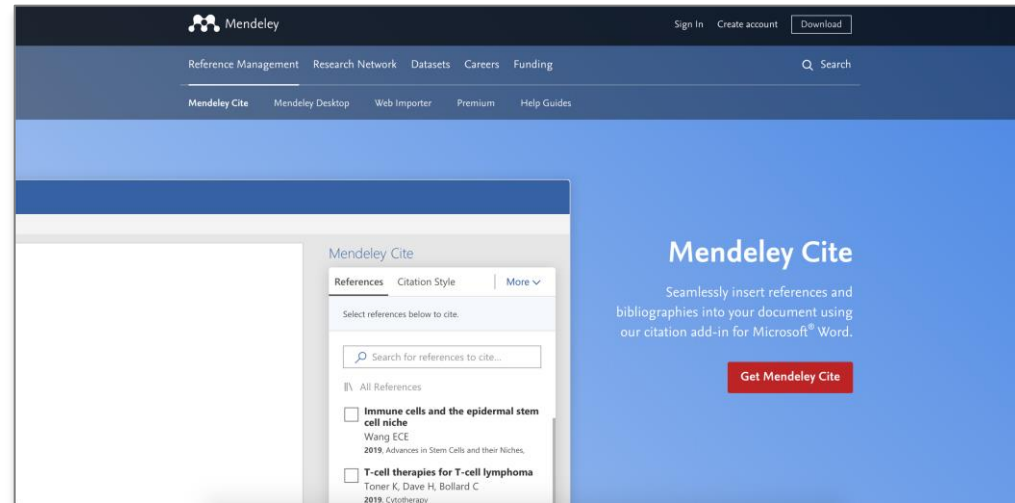 Mendeley
Sign In Create account Download
Reference Management Research Network Datasets Careers Funding
Search
Mendeley Cite Mendeley Desktop Web Importer Premium Help Guides
Mendeley Cite
References Citation Style More
Select references below to cite.
Search for references to cite...
All References
Immune cells and the epidermal stem
cell niche
Wang ECE
2019, Advances in Stem Cells and their Niches,
T-cell therapies for T-cell lymphoma
Toner K, Dave H, Bollard C
2019, Cytotherapy
Mendeley Cite
Seamlessly insert references and
bibliographies into your document using
our citation add-in for Microsoft® Word.
Get Mendeley Cite